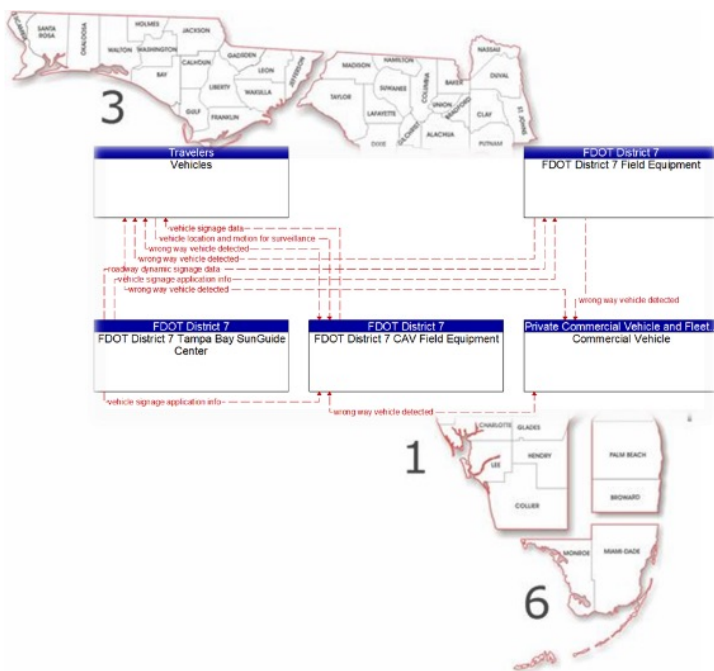 ESCAMBIA
SANTA
ROSA
OKALOOSA
WALTON
HOLMES
WASHINGTON
BAY
JACKSON
CALHOUN
GULF
GADSDEN
LIBERTY
FRANKLIN
LEON
WAKULLA
JEFFERSON
3
MADISON
TAYLOR
HAMILTON
SUWANEE
LAFAYETTE
DIXIE
COLUMBIA
GILCHRIST
BAKER
UNION
BRADFORD
ALACHUA
NASSAU
DUVAL
CLAY
PUTNAM
ST. JOHNS
Travelers
Vehicles
FDOT District 7
FDOT District 7 Field Equipment
vehicle signage data
vehicle location and motion for surveillance
wrong way vehicle detected
wrong way vehicle detected
roadway dynamic signage data
vehicle signage application info
wrong way vehicle detected
wrong way vehicle detected
FDOT District 7
FDOT District 7 Tampa Bay SunGuide
Center
FDOT District 7
FDOT District 7 CAV Field Equipment
Private Commercial Vehicle and Fleet...
Commercial Vehicle
vehicle signage application info
wrong way vehicle detected
1
CHARLOTTE
GLADES
LEE
HENDRY
COLLIER
PALM BEACH
BROWARD
MONROE
MIAMI-DADE
6